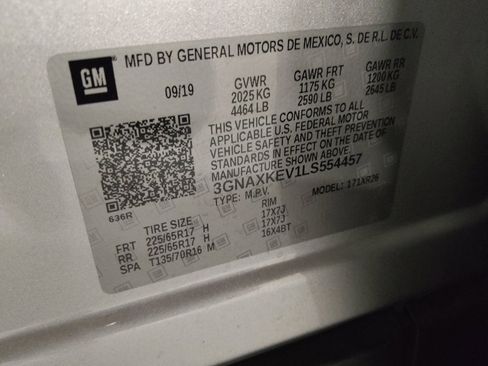 GM
MFD BY GENERAL MOTORS DE MEXICO, S. DE R.L. DE C.V.
09/19 GVWR GAWR FRT GAWR RR
2025 KG 1175 KG 1200 KG
4464 LB 2590 LB 2645 LB
THIS VEHICLE CONFORMS TO ALL
APPLICABLE U.S. FEDERAL MOTOR
VEHICLE SAFETY AND THEFT PREVENTION
STANDARDS IN EFFECT ON THE DATE OF
MANUFACTURE SHOWN ABOVE.
3GNAXKEV1LS554457
TYPE: M.P.V. MODEL: 171XR26
636R
TIRE SIZE RIM
FRT 225/65R17 H 17X7J
RR 225/65R17 H 17X7J
SPA T135/70R16 M 16X4BT